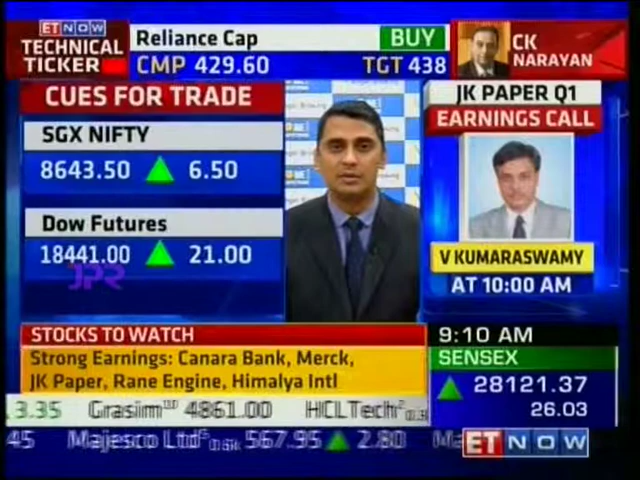 ET NOW
TECHNICAL
TICKER
Reliance Cap
BUY
CMP 429.60
TGT 438
CK
NARAYAN
CUES FOR TRADE
SGX NIFTY
8643.50 6.50
Dow Futures
18441.00 21.00
JPR
JK PAPER Q1
EARNINGS CALL
V KUMARASWAMY
AT 10:00 AM
STOCKS TO WATCH
Strong Earnings: Canara Bank, Merck,
JK Paper, Rane Engine, Himalya Intl
9:10 AM
SENSEX
28121.37
26.03
3.35 Grasim 4861.00 HCLTech
45 Majesco Ltd 567.95 2.80 Ma
ET NOW